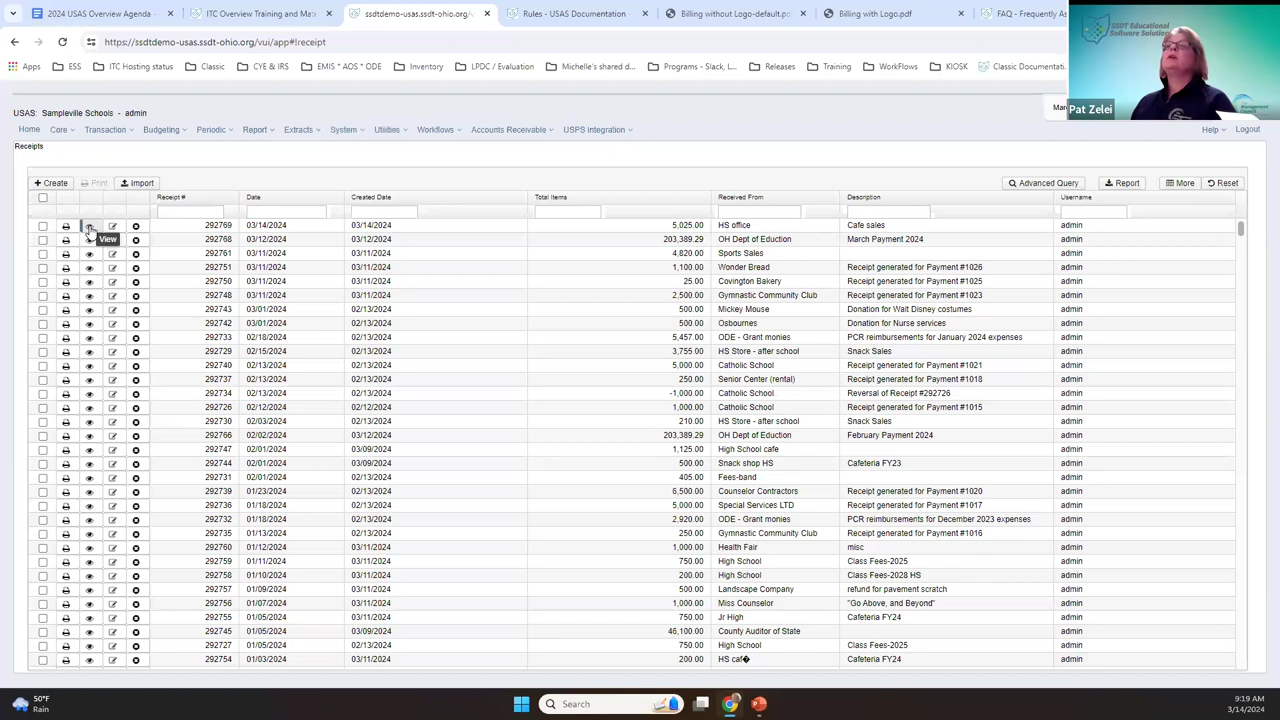 2024 USAS Overview Agenda -
ITC Overview Training and Mat
ssdtdemo-usas.ssdt-ohio.org/
Rules - USAS Documentation
Billing without Logo-default.pd
Billing with Logo.pdf
FAQ - Frequently As
https://ssdtdemo-usas.ssdt-ohio.org/vui/app#!receipt
Apps ESS ITC Hosting status Classic CYE & IRS EMIS * AOS * ODE Inventory LPDC / Evaluation Michelle's shared d... Programs - Slack, L... Releases Training WorkFlows KIOSK Classic Documentati
SSDT Educational
Software Solutions
Management
Council
Pat Zelei
USAS: Sampleville Schools - admin
Home Core Transaction Budgeting Periodic Report Extracts System Utilities Workflows Accounts Receivable USPS Integration Help Logout
Receipts
Create Print Import Advanced Query Report More Reset
Receipt # Date Created Date Total Items Received From Description Username
292769 03/14/2024 03/14/2024 5,025.00 HS office Cafe sales admin
View
292768 03/12/2024 03/12/2024 203,389.29 OH Dept of Eduction March Payment 2024 admin
292761 03/11/2024 03/11/2024 4,820.00 Sports Sales admin
292751 03/11/2024 03/11/2024 1,100.00 Wonder Bread Receipt generated for Payment #1026 admin
292750 03/11/2024 03/11/2024 25.00 Covington Bakery Receipt generated for Payment #1025 admin
292748 03/11/2024 03/11/2024 2,500.00 Gymnastic Community Club Receipt generated for Payment #1023 admin
292743 03/01/2024 02/13/2024 500.00 Mickey Mouse Donation for Walt Disney costumes admin
292742 03/01/2024 02/13/2024 500.00 Osbournes Donation for Nurse services admin
292733 02/18/2024 02/13/2024 5,457.00 ODE - Grant monies PCR reimbursements for January 2024 expenses admin
292729 02/15/2024 02/13/2024 3,755.00 HS Store - after school Snack Sales admin
292740 02/13/2024 02/13/2024 5,000.00 Catholic School Receipt generated for Payment #1021 admin
292737 02/13/2024 02/13/2024 250.00 Senior Center (rental) Receipt generated for Payment #1018 admin
292734 02/13/2024 02/13/2024 -1,000.00 Catholic School Reversal of Receipt #292726 admin
292726 02/12/2024 02/12/2024 1,000.00 Catholic School Receipt generated for Payment #1015 admin
292730 02/03/2024 02/13/2024 210.00 HS Store - after school Snack Sales admin
292766 02/02/2024 03/12/2024 203,389.29 OH Dept of Eduction February Payment 2024 admin
292747 02/01/2024 03/09/2024 1,125.00 High School cafe admin
292744 02/01/2024 03/09/2024 500.00 Snack shop HS Cafeteria FY23 admin
292731 02/01/2024 02/13/2024 405.00 Fees-band admin
292739 01/23/2024 02/13/2024 6,500.00 Counselor Contractors Receipt generated for Payment #1020 admin
292736 01/18/2024 02/13/2024 5,000.00 Special Services LTD Receipt generated for Payment #1017 admin
292732 01/18/2024 02/13/2024 2,920.00 ODE - Grant monies PCR reimbursements for December 2023 expenses admin
292735 01/13/2024 02/13/2024 250.00 Gymnastic Community Club Receipt generated for Payment #1016 admin
292760 01/12/2024 03/11/2024 1,000.00 Health Fair misc admin
292759 01/11/2024 03/11/2024 750.00 High School Class Fees-2025 admin
292758 01/10/2024 03/11/2024 200.00 High School Class Fees-2028 HS admin
292757 01/09/2024 03/11/2024 500.00 Landscape Company refund for pavement scratch admin
292756 01/07/2024 03/11/2024 1,000.00 Miss Counselor "Go Above, and Beyond" admin
292755 01/05/2024 03/11/2024 750.00 Jr High Cafeteria FY24 admin
292745 01/05/2024 03/09/2024 46,100.00 County Auditor of State admin
292727 01/05/2024 02/13/2024 750.00 High School Class Fees-2025 admin
292754 01/03/2024 03/11/2024 200.00 HS caf� Cafeteria FY24 admin
50°F
Rain
Search
9:19 AM
3/14/2024